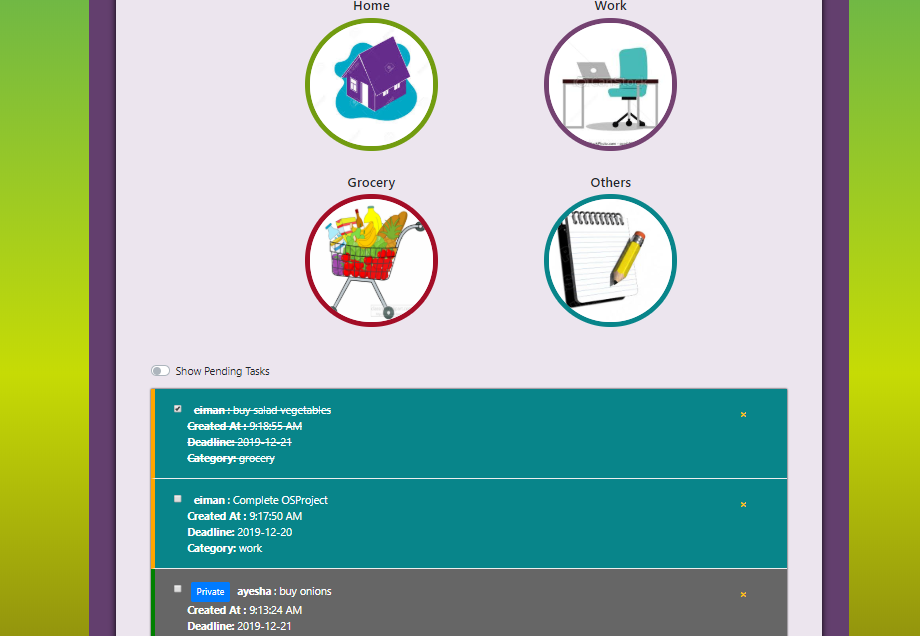 Home
Work
Grocery
Others
Show Pending Tasks
eiman : buy salad vegetables
Created At : 9:18:55 AM
Deadline: 2019-12-21
Category: grocery
eiman : Complete OSProject
Created At : 9:17:50 AM
Deadline: 2019-12-20
Category: work
Private ayesha : buy onions
Created At : 9:13:24 AM
Deadline: 2019-12-21